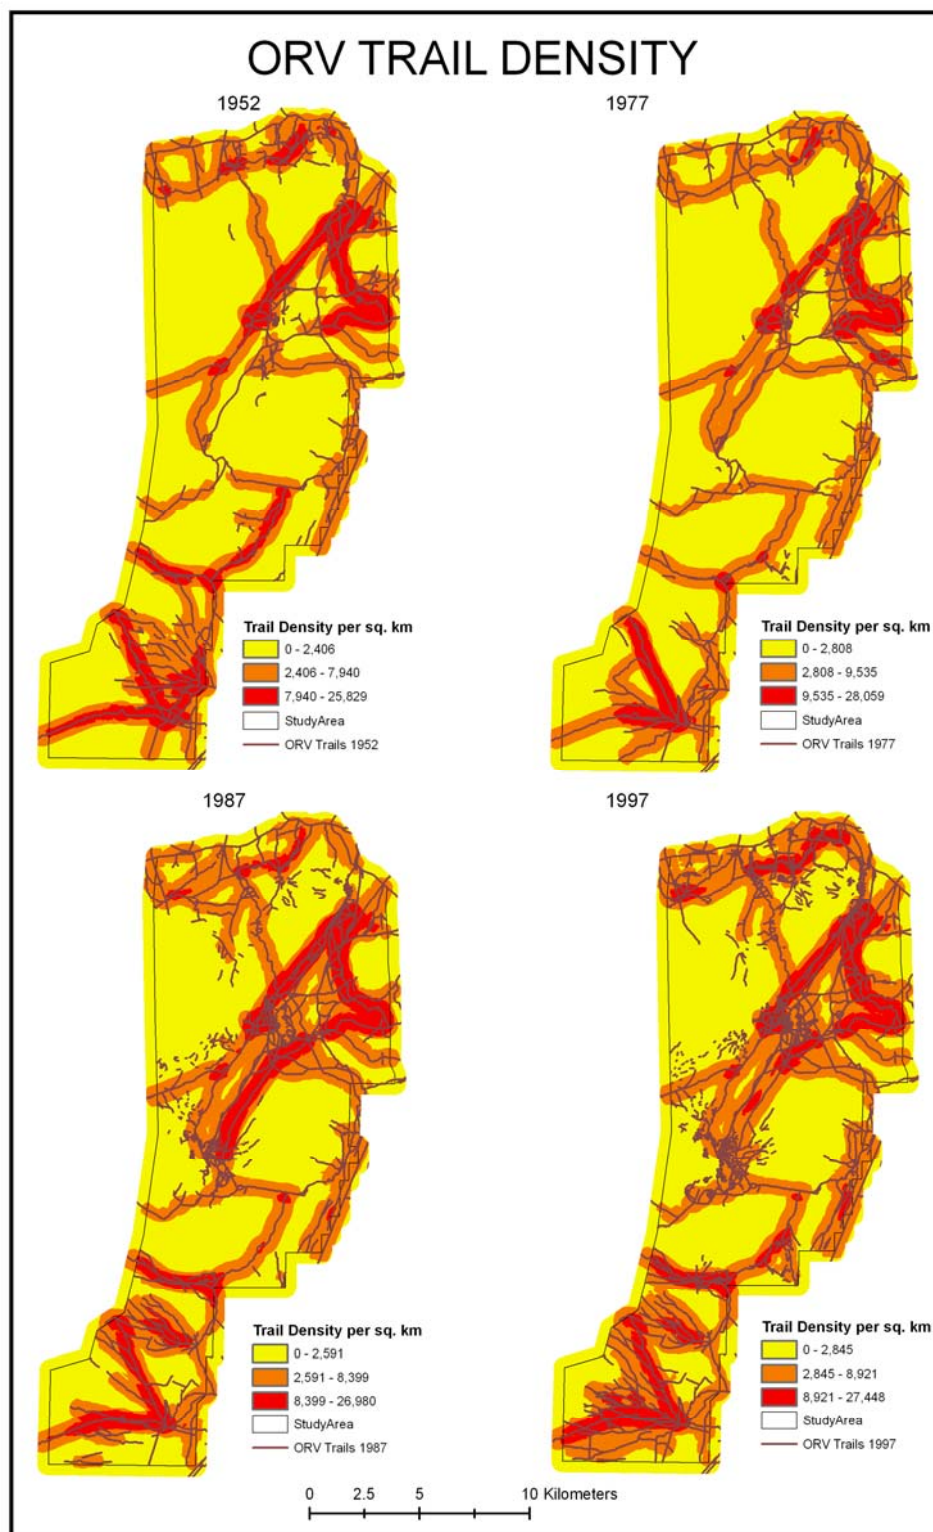 ORV TRAIL DENSITY
1952
1977
Trail Density per sq. km
0 - 2,406
2,406 - 7,940
7,940 - 25,829
StudyArea
ORV Trails 1952
Trail Density per sq. km
0 - 2,808
2,808 - 9,535
9,535 - 28,059
StudyArea
ORV Trails 1977
1987
1997
Trail Density per sq. km
0 - 2,591
2,591 - 8,399
8,399 - 26,980
StudyArea
ORV Trails 1987
Trail Density per sq. km
0 - 2,845
2,845 - 8,921
8,921 - 27,448
StudyArea
ORV Trails 1997
0 2.5 5 10 Kilometers